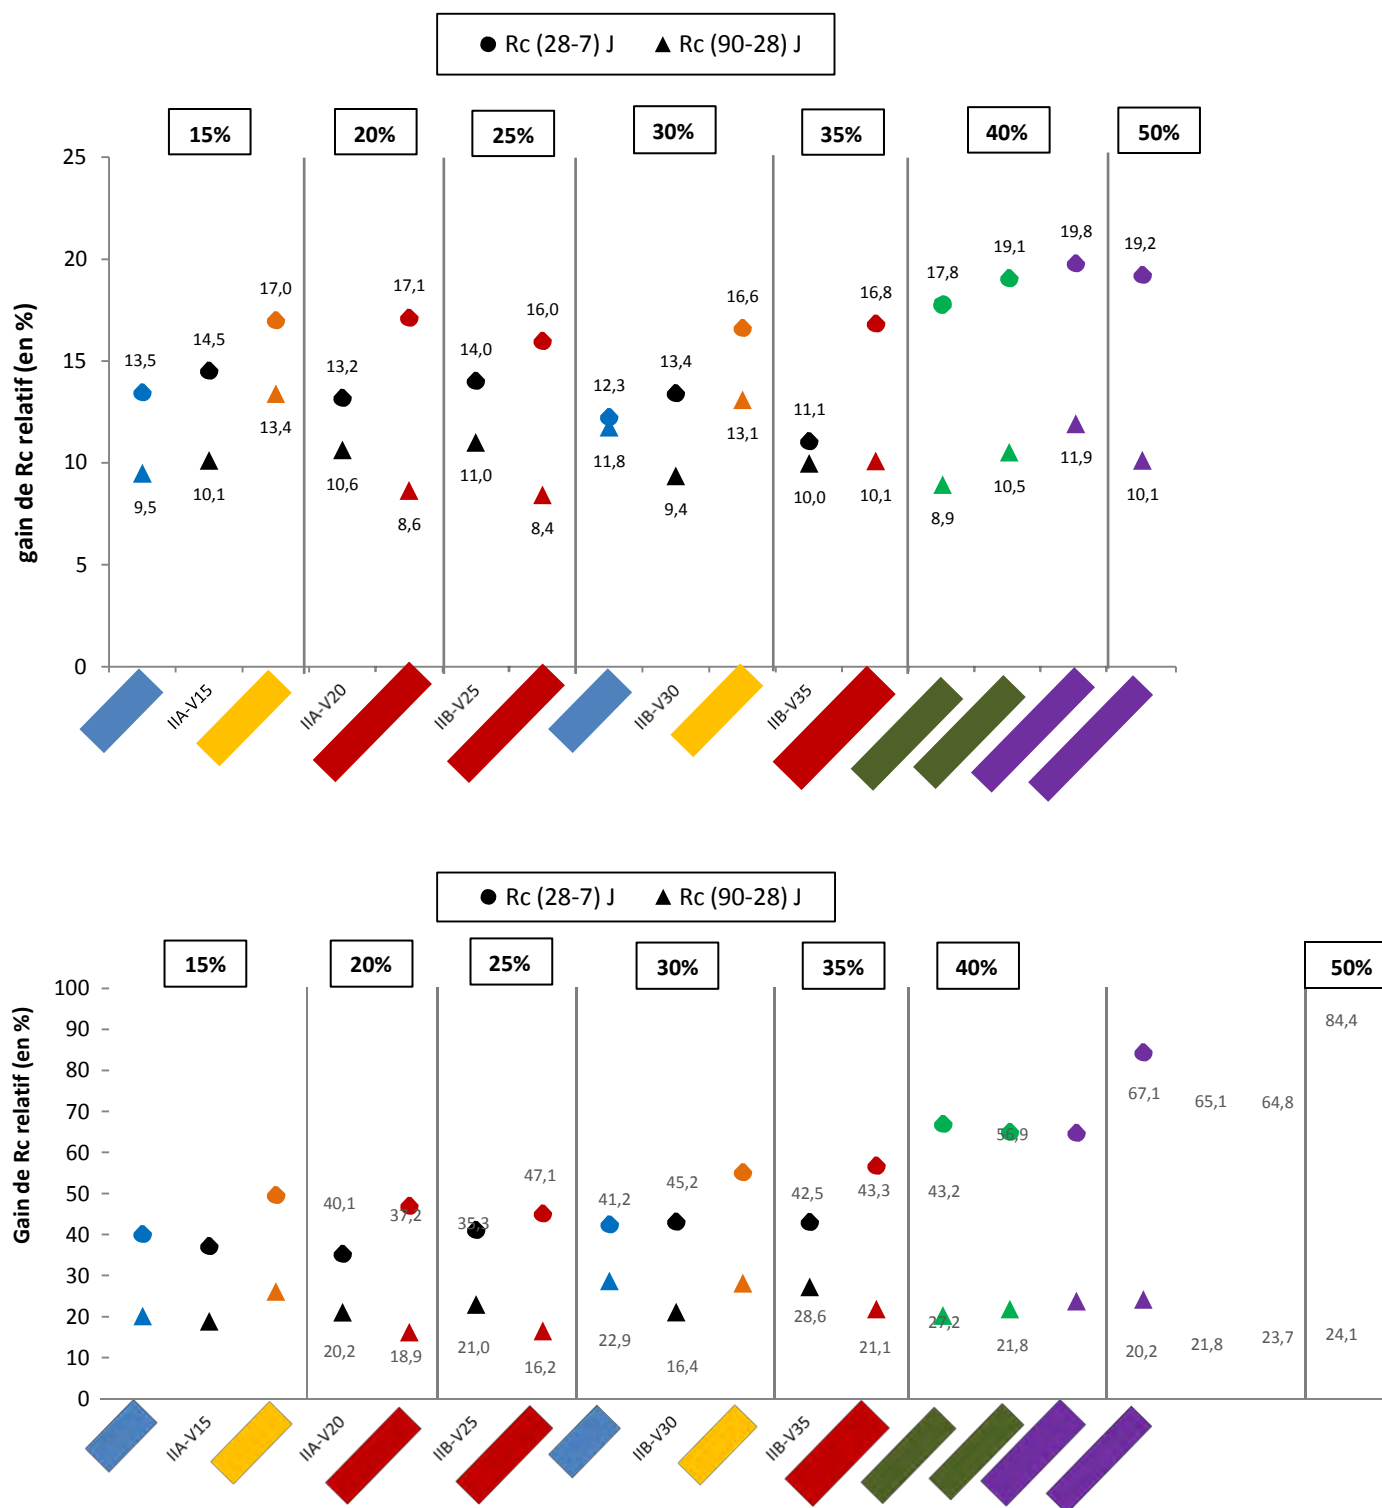 Rc (28-7) J Rc (90-28) J
15% 20% 25% 30% 35% 40% 50%
gain de Rc relatif (en %)
25
20
15
10
5
0
13,5 14,5 17,0 13,2 17,1 14,0 16,0 12,3 13,4 16,6 11,1 16,8 17,8 19,1 19,8 19,2
9,5 10,1 13,4 10,6 8,6 11,0 8,4 11,8 9,4 13,1 10,0 10,1 8,9 10,5 11,9 10,1
IIA-V15 IIA-V20 IIB-V25 IIB-V30 IIB-V35
Rc (28-7) J Rc (90-28) J
15% 20% 25% 30% 35% 40% 50%
Gain de Rc relatif (en %)
100
90
80
70
60
50
40
30
20
10
0
40,1 37,2 35,3 47,1 41,2 45,2 42,5 43,3 43,2 56,9 67,1 65,1 64,8 84,4
20,2 18,9 21,0 16,2 22,9 16,4 28,6 21,1 27,2 21,8 20,2 21,8 23,7 24,1
IIA-V15 IIA-V20 IIB-V25 IIB-V30 IIB-V35